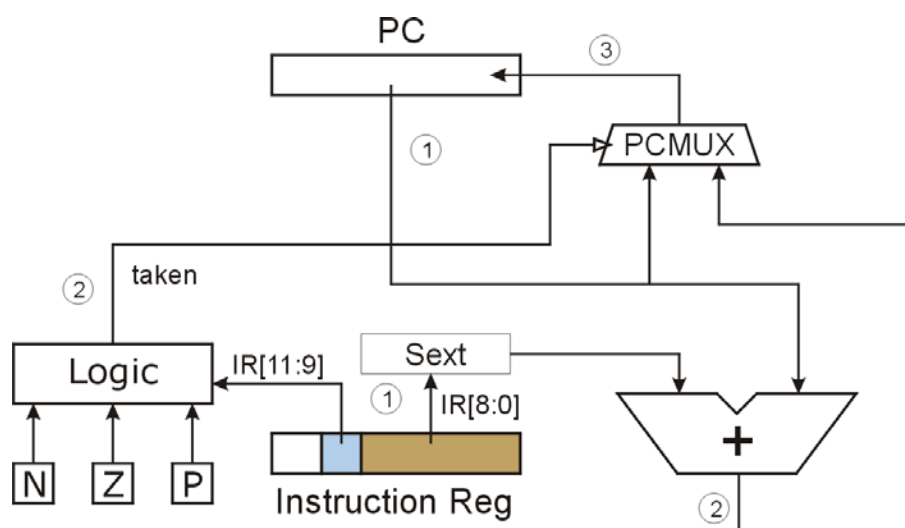 PC
③
①
PCMUX
②
taken
Sext
Logic
IR[11:9]
①
IR[8:0]
+
N
Z
P
Instruction Reg
②